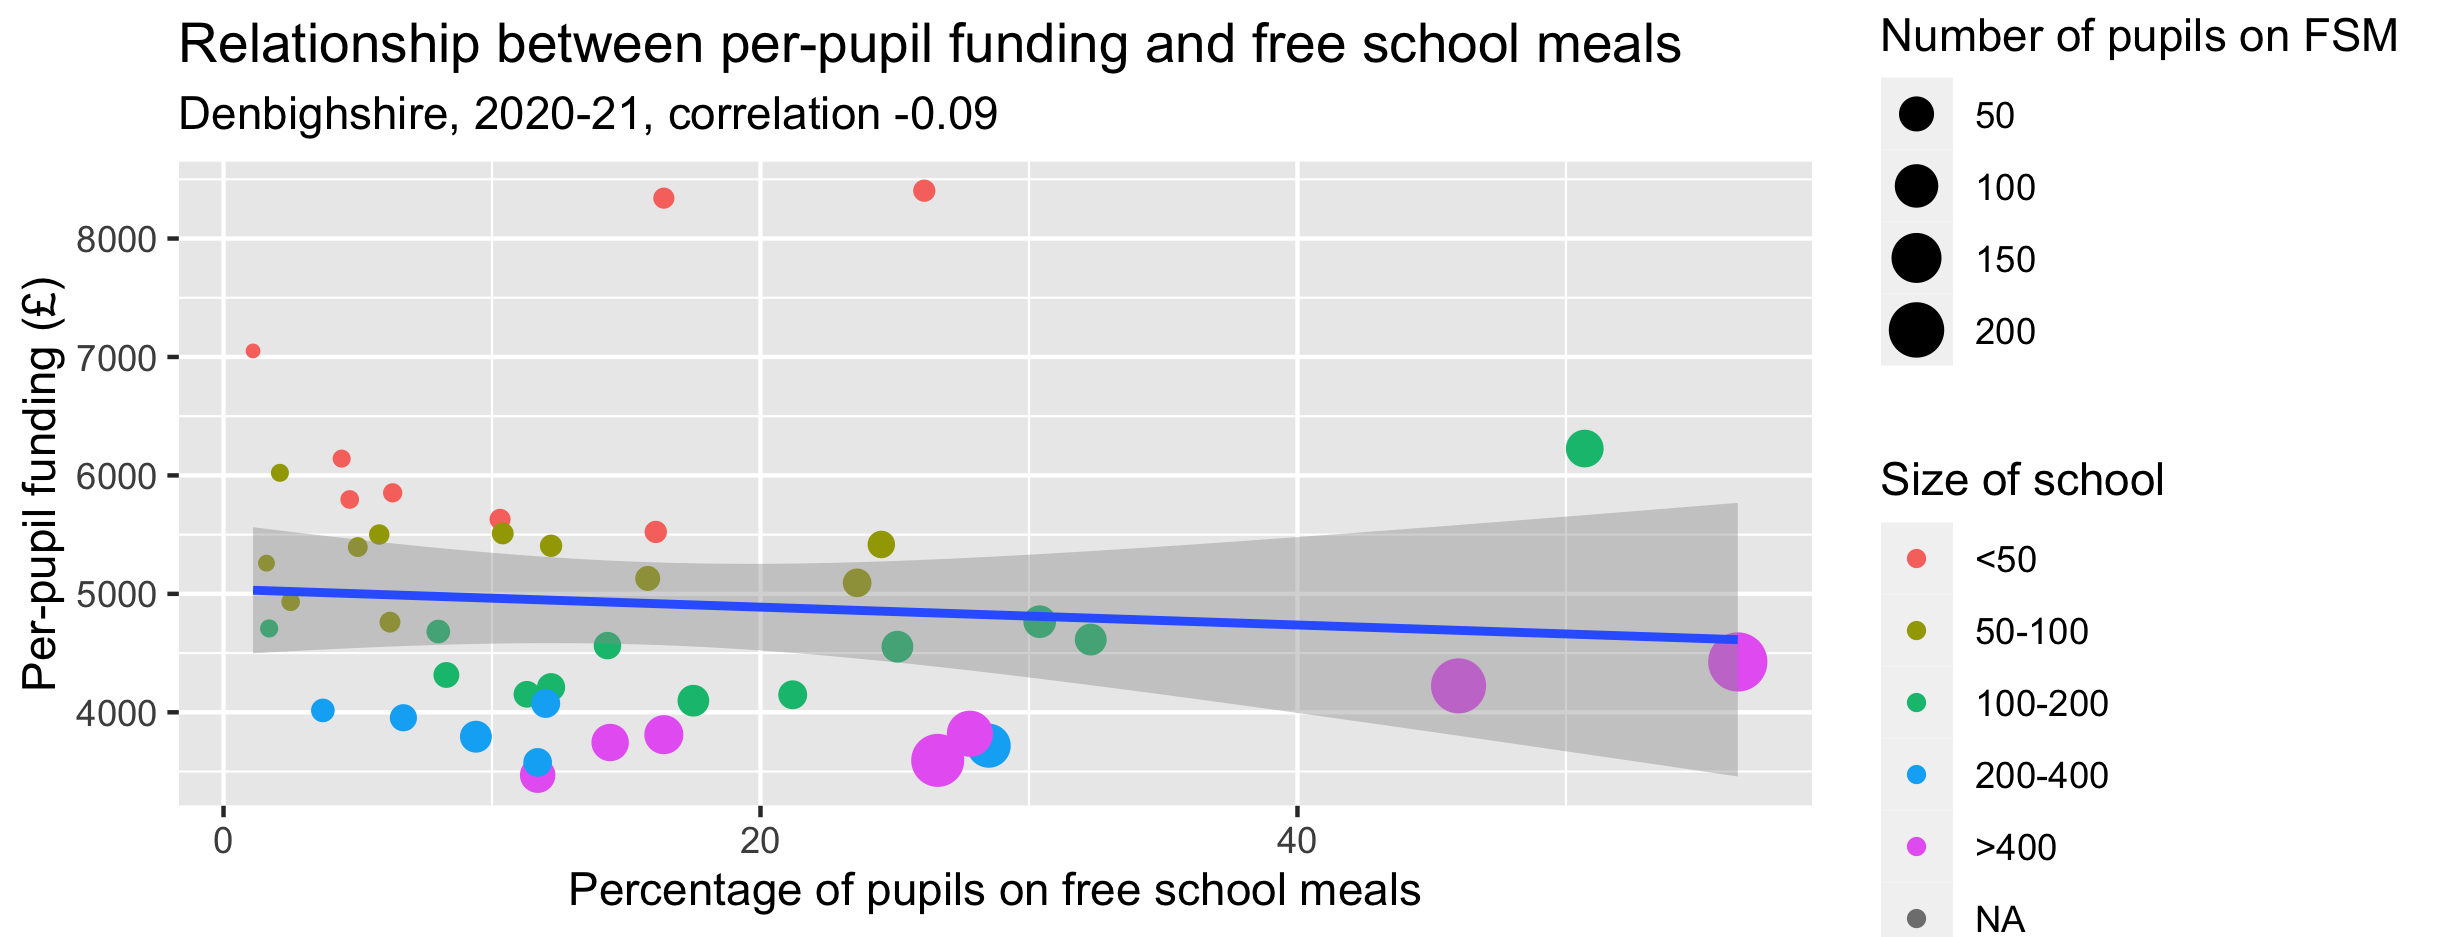 Relationship between per-pupil funding and free school meals
Denbighshire, 2020-21, correlation -0.09
Per-pupil funding (£)
8000
7000
6000
5000
4000
0 20 40
Percentage of pupils on free school meals
Number of pupils on FSM
50
100
150
200
Size of school
<50
50-100
100-200
200-400
>400
NA